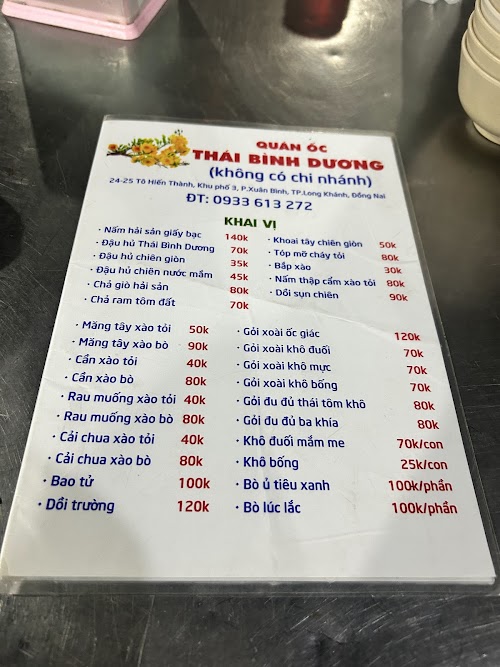 QUÁN ỐC
THÁI BÌNH DƯƠNG
(không có chi nhánh)
24-25 Tô Hiến Thành, Khu phố 3, P.Xuân Bình, TP.Long Khánh, Đồng Nai
ĐT: 0933 613 272
KHAI VỊ
· Nấm hải sản giấy bạc 140k
· Đậu hủ Thái Bình Dương 70k
· Đậu hủ chiên giòn 35k
· Đậu hủ chiên nước mắm 45k
· Chả giò hải sản 80k
· Chả ram tôm đất 70k
· Khoai tây chiên giòn 50k
· Tóp mỡ cháy tỏi 80k
· Bắp xào 30k
· Nấm thập cẩm xào tỏi 80k
· Dồi sụn chiên 90k
· Măng tây xào tỏi 50k
· Măng tây xào bò 90k
· Cần xào tỏi 40k
· Cần xào bò 80k
· Rau muống xào tỏi 40k
· Rau muống xào bò 80k
· Cải chua xào tỏi 40k
· Cải chua xào bò 80k
· Bao tử 100k
· Dồi trường 120k
· Gỏi xoài ốc giác 120k
· Gỏi xoài khô đuối 70k
· Gỏi xoài khô mực 70k
· Gỏi xoài khô bống 70k
· Gỏi đu đủ thái tôm khô 80k
· Gỏi đu đủ ba khía 80k
· Khô đuối mắm me 70k/con
· Khô bống 25k/con
· Bò ủ tiêu xanh 100k/phần
· Bò lúc lắc 100k/phần